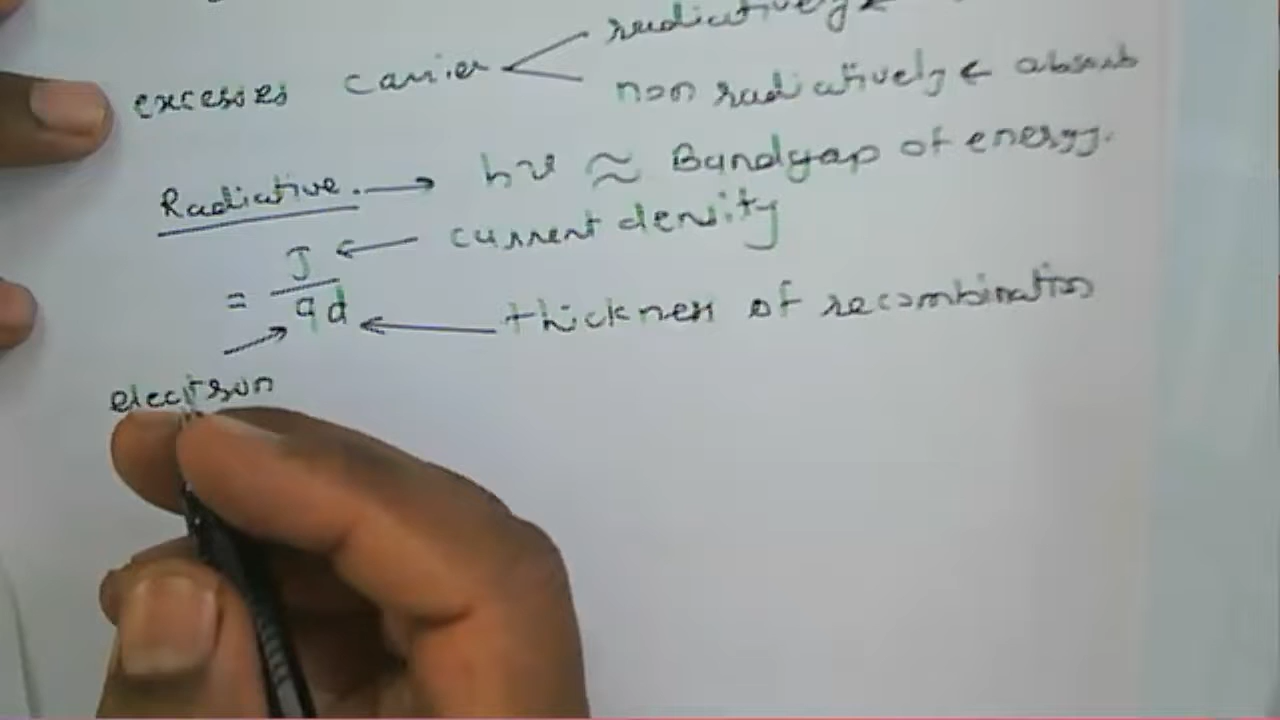 radiatively ←
excesses carrier <
non radiatively ← absorb
Radiative. → hν ≈ Bandgap of energy.
= J/qd
J ← current density
d ← thickness of recombination
electron